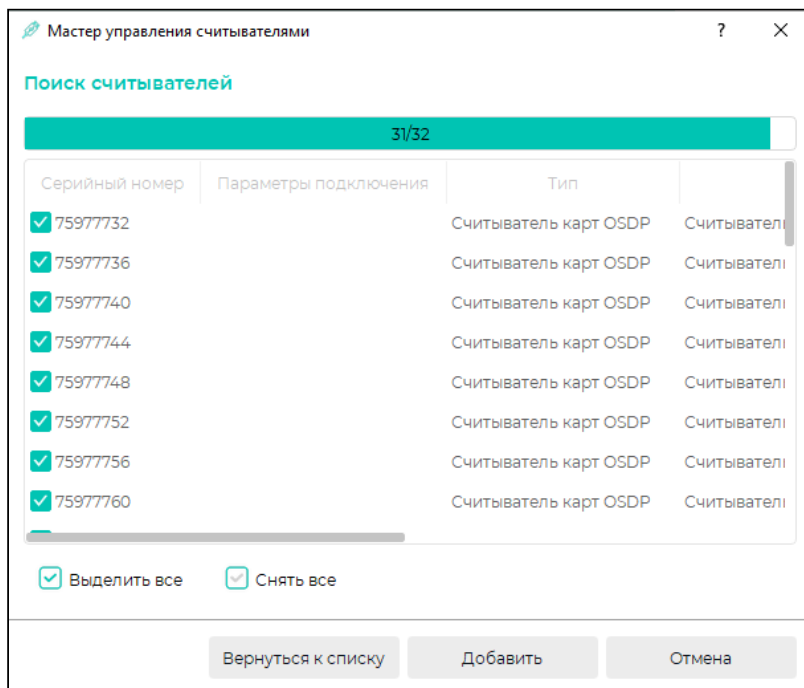 Мастер управления считывателями ?
Поиск считывателей
31/32
Серийный номер Параметры подключения Тип
75977732 Считыватель карт OSDP
75977736 Считыватель карт OSDP
75977740 Считыватель карт OSDP
75977744 Считыватель карт OSDP
75977748 Считыватель карт OSDP
75977752 Считыватель карт OSDP
75977756 Считыватель карт OSDP
75977760 Считыватель карт OSDP
Выделить все Снять все
Вернуться к списку Добавить Отмена